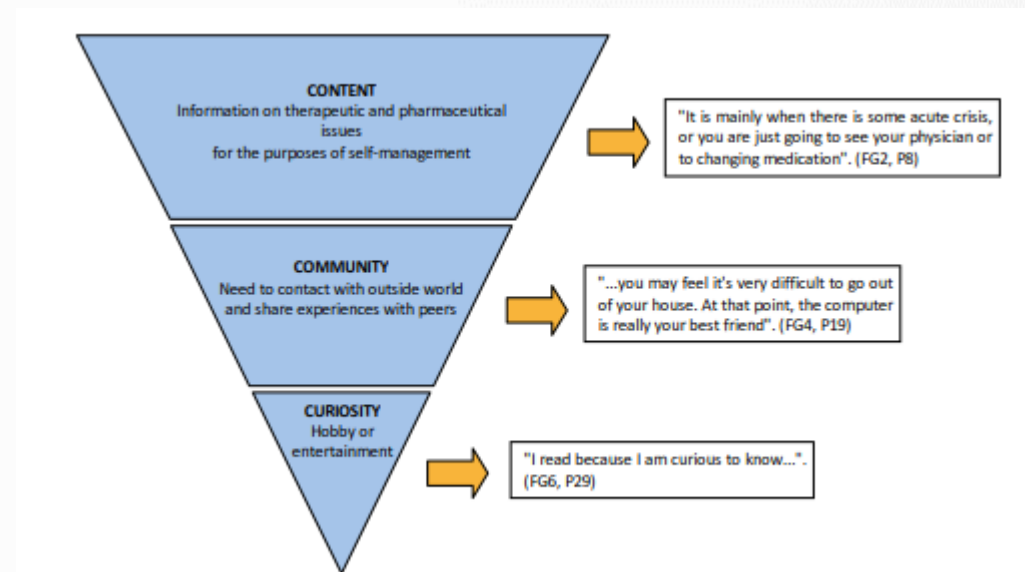 CONTENT
Information on therapeutic and pharmaceutical
issues
for the purposes of self-management
"It is mainly when there is some acute crisis,
or you are just going to see your physician or
to changing medication". (FG2, P8)
COMMUNITY
Need to contact with outside world
and share experiences with peers
"...you may feel it's very difficult to go out
of your house. At that point, the computer
is really your best friend". (FG4, P19)
CURIOSITY
Hobby or
entertainment
"I read because I am curious to know...".
(FG6, P29)